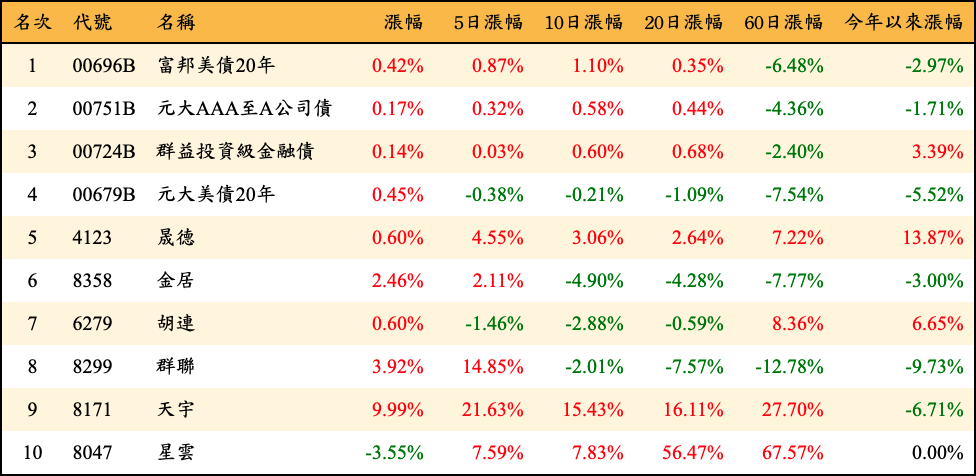 名次 代號 名稱 漲幅 5日漲幅 10日漲幅 20日漲幅 60日漲幅 今年以來漲幅
1 00696B 富邦美債20年 0.42% 0.87% 1.10% 0.35% -6.48% -2.97%
2 00751B 元大AAA至A公司債 0.17% 0.32% 0.58% 0.44% -4.36% -1.71%
3 00724B 群益投資級金融債 0.14% 0.03% 0.60% 0.68% -2.40% 3.39%
4 00679B 元大美債20年 0.45% -0.38% -0.21% -1.09% -7.54% -5.52%
5 4123 晟德 0.60% 4.55% 3.06% 2.64% 7.22% 13.87%
6 8358 金居 2.46% 2.11% -4.90% -4.28% -7.77% -3.00%
7 6279 胡連 0.60% -1.46% -2.88% -0.59% 8.36% 6.65%
8 8299 群聯 3.92% 14.85% -2.01% -7.57% -12.78% -9.73%
9 8171 天宇 9.99% 21.63% 15.43% 16.11% 27.70% -6.71%
10 8047 星雲 -3.55% 7.59% 7.83% 56.47% 67.57% 0.00%